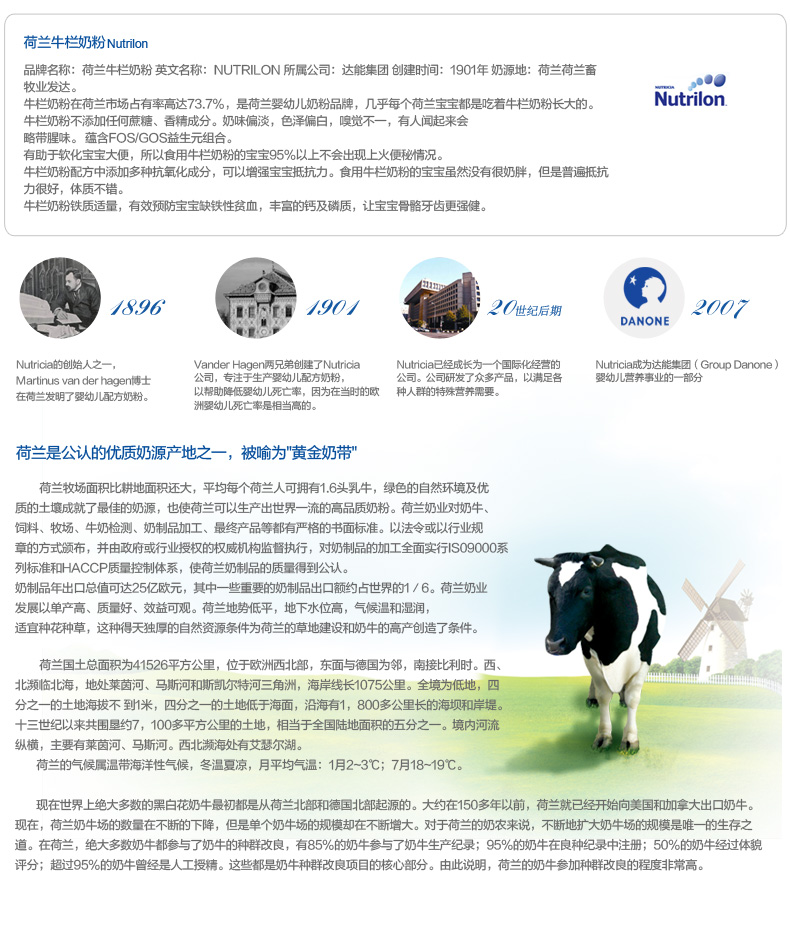 荷兰牛栏奶粉Nutrilon
品牌名称：荷兰牛栏奶粉 英文名称：NUTRILON 所属公司：达能集团 创建时间：1901年 奶源地：荷兰荷兰畜
牧业发达。
牛栏奶粉在荷兰市场占有率高达73.7%，是荷兰婴幼儿奶粉品牌，几乎每个荷兰宝宝都是吃着牛栏奶粉长大的。
牛栏奶粉不添加任何蔗糖、香精成分。奶味偏淡，色泽偏白，嗅觉不一，有人闻起来会
略带腥味。 蕴含FOS/GOS益生元组合。
有助于软化宝宝大便，所以食用牛栏奶粉的宝宝95%以上不会出现上火便秘情况。
牛栏奶粉配方中添加多种抗氧化成分，可以增强宝宝抵抗力。食用牛栏奶粉的宝宝虽然没有很奶胖，但是普遍抵抗
力很好，体质不错。
牛栏奶粉铁质适量，有效预防宝宝缺铁性贫血，丰富的钙及磷质，让宝宝骨骼牙齿更强健。
NUTRICIA
Nutrilon
1896
1901
20世纪后期
DANONE
2007
Nutricia的创始人之一，
Martinus van der hagen博士
在荷兰发明了婴幼儿配方奶粉。
Vander Hagen两兄弟创建了Nutricia
公司，专注于生产婴幼儿配方奶粉，
以帮助降低婴幼儿死亡率，因为在当时的欧
洲婴幼儿死亡率是相当高的。
Nutricia已经成长为一个国际化经营的
公司。公司研发了众多产品，以满足各
种人群的特殊营养需要。
Nutricia成为达能集团（Group Danone）
婴幼儿营养事业的一部分
荷兰是公认的优质奶源产地之一，被喻为"黄金奶带"
荷兰牧场面积比耕地面积还大，平均每个荷兰人可拥有1.6头乳牛，绿色的自然环境及优
质的土壤成就了最佳的奶源，也使荷兰可以生产出世界一流的高品质奶粉。荷兰奶业对奶牛、
饲料、牧场、牛奶检测、奶制品加工、最终产品等都有严格的书面标准。以法令或以行业规
章的方式颁布，并由政府或行业授权的权威机构监督执行，对奶制品的加工全面实行IS09000系
列标准和HACCP质量控制体系，使荷兰奶制品的质量得到公认。
奶制品年出口总值可达25亿欧元，其中一些重要的奶制品出口额约占世界的1 / 6。荷兰奶业
发展以单产高、质量好、效益可观。荷兰地势低平，地下水位高，气候温和湿润，
适宜种花种草，这种得天独厚的自然资源条件为荷兰的草地建设和奶牛的高产创造了条件。
荷兰国土总面积为41526平方公里，位于欧洲西北部，东面与德国为邻，南接比利时。西、
北濒临北海，地处莱茵河、马斯河和斯凯尔特河三角洲，海岸线长1075公里。全境为低地，四
分之一的土地海拔不 到1米，四分之一的土地低于海面，沿海有1，800多公里长的海坝和岸堤。
十三世纪以来共围垦约7，100多平方公里的土地，相当于全国陆地面积的五分之一。境内河流
纵横，主要有莱茵河、马斯河。西北濒海处有艾瑟尔湖。
荷兰的气候属温带海洋性气候，冬温夏凉，月平均气温：1月2~3℃；7月18~19℃。
现在世界上绝大多数的黑白花奶牛最初都是从荷兰北部和德国北部起源的。大约在150多年以前，荷兰就已经开始向美国和加拿大出口奶牛。
现在，荷兰奶牛场的数量在不断的下降，但是单个奶牛场的规模却在不断增大。对于荷兰的奶农来说，不断地扩大奶牛场的规模是唯一的生存之
道。在荷兰，绝大多数奶牛都参与了奶牛的种群改良，有85%的奶牛参与了奶牛生产纪录；95%的奶牛在良种纪录中注册；50%的奶牛经过体貌
评分；超过95%的奶牛曾经是人工授精。这些都是奶牛种群改良项目的核心部分。由此说明，荷兰的奶牛参加种群改良的程度非常高。